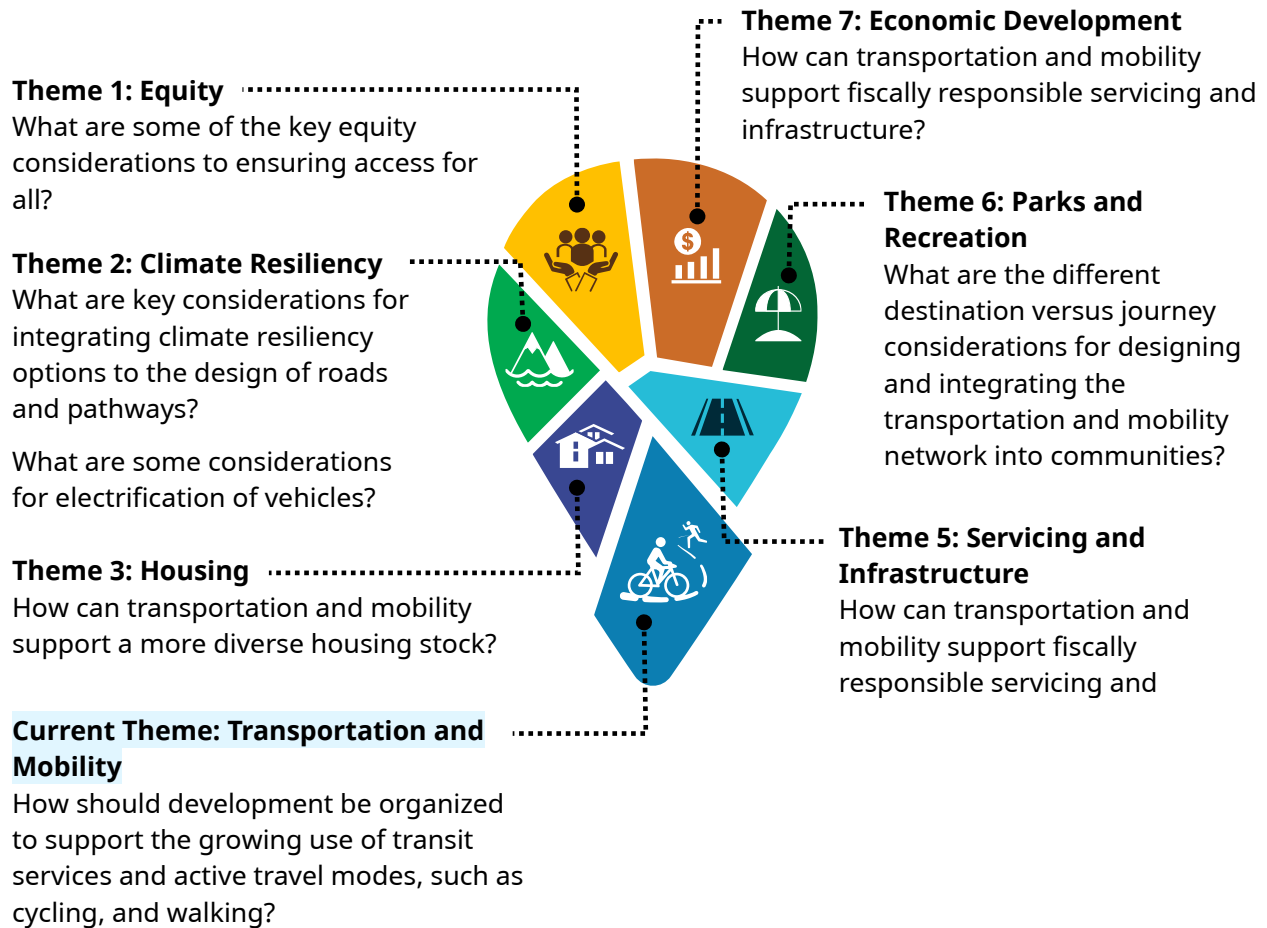 Theme 7: Economic Development
How can transportation and mobility
support fiscally responsible servicing and
infrastructure?
Theme 1: Equity
What are some of the key equity
considerations to ensuring access for
all?
Theme 6: Parks and
Recreation
What are the different
destination versus journey
considerations for designing
and integrating the
transportation and mobility
network into communities?
Theme 2: Climate Resiliency
What are key considerations for
integrating climate resiliency
options to the design of roads
and pathways?
What are some considerations
for electrification of vehicles?
$
Theme 5: Servicing and
Infrastructure
How can transportation and
mobility support fiscally
responsible servicing and
Theme 3: Housing
How can transportation and mobility
support a more diverse housing stock?
Current Theme: Transportation and
Mobility
How should development be organized
to support the growing use of transit
services and active travel modes, such as
cycling, and walking?